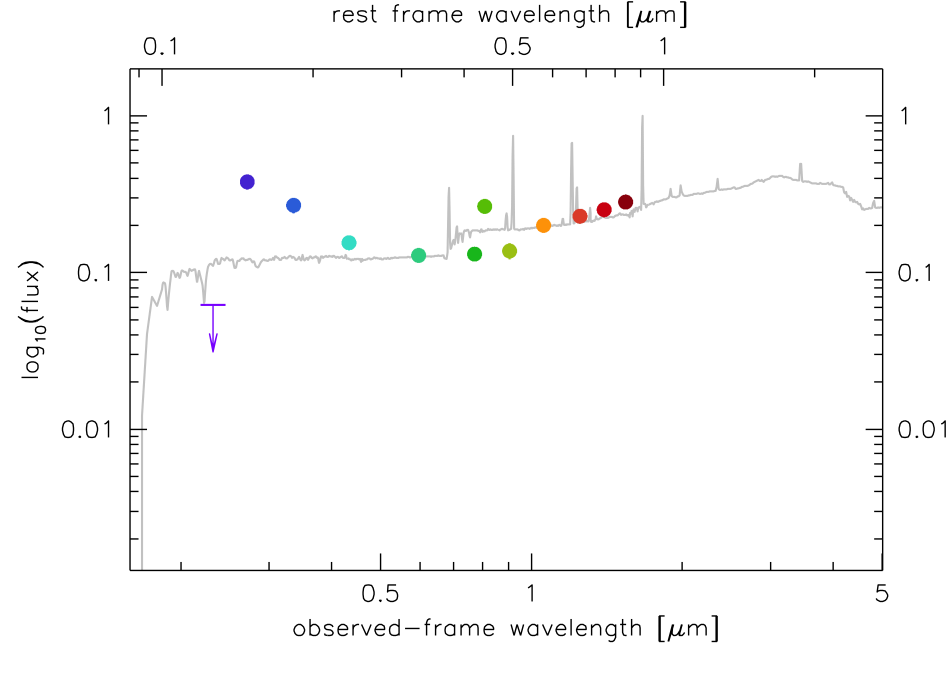 rest frame wavelength [μm]
0.1 0.5 1
1 1
0.1 0.1
0.01 0.01
log10(flux)
0.5 1 5
observed-frame wavelength [μm]